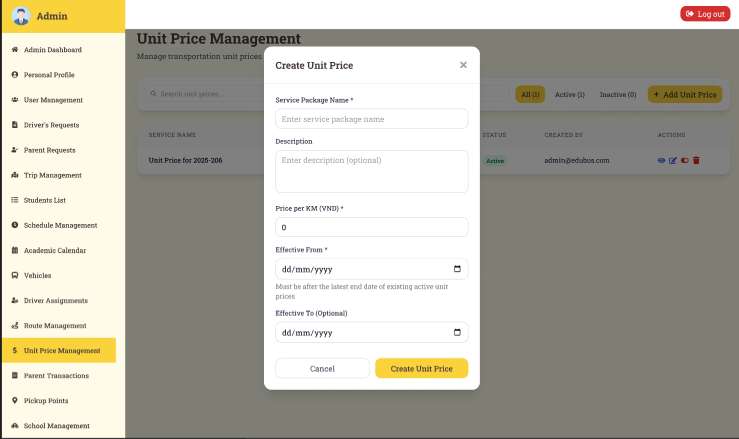 Admin
Log out
Admin Dashboard
Personal Profile
User Management
Driver's Requests
Parent Requests
Trip Management
Students List
Schedule Management
Academic Calendar
Vehicles
Driver Assignments
Route Management
$ Unit Price Management
Parent Transactions
Pickup Points
School Management
Unit Price Management
Manage transportation unit prices
Search unit prices...
All (1)
Active (1)
Inactive (0)
+ Add Unit Price
SERVICE NAME
STATUS
CREATED BY
ACTIONS
Unit Price for 2025-206
Active
admin@edubus.com
Create Unit Price
×
Service Package Name *
Enter service package name
Description
Enter description (optional)
Price per KM (VND) *
0
Effective From *
dd/mm/yyyy
Must be after the latest end date of existing active unit
prices
Effective To (Optional)
dd/mm/yyyy
Cancel
Create Unit Price